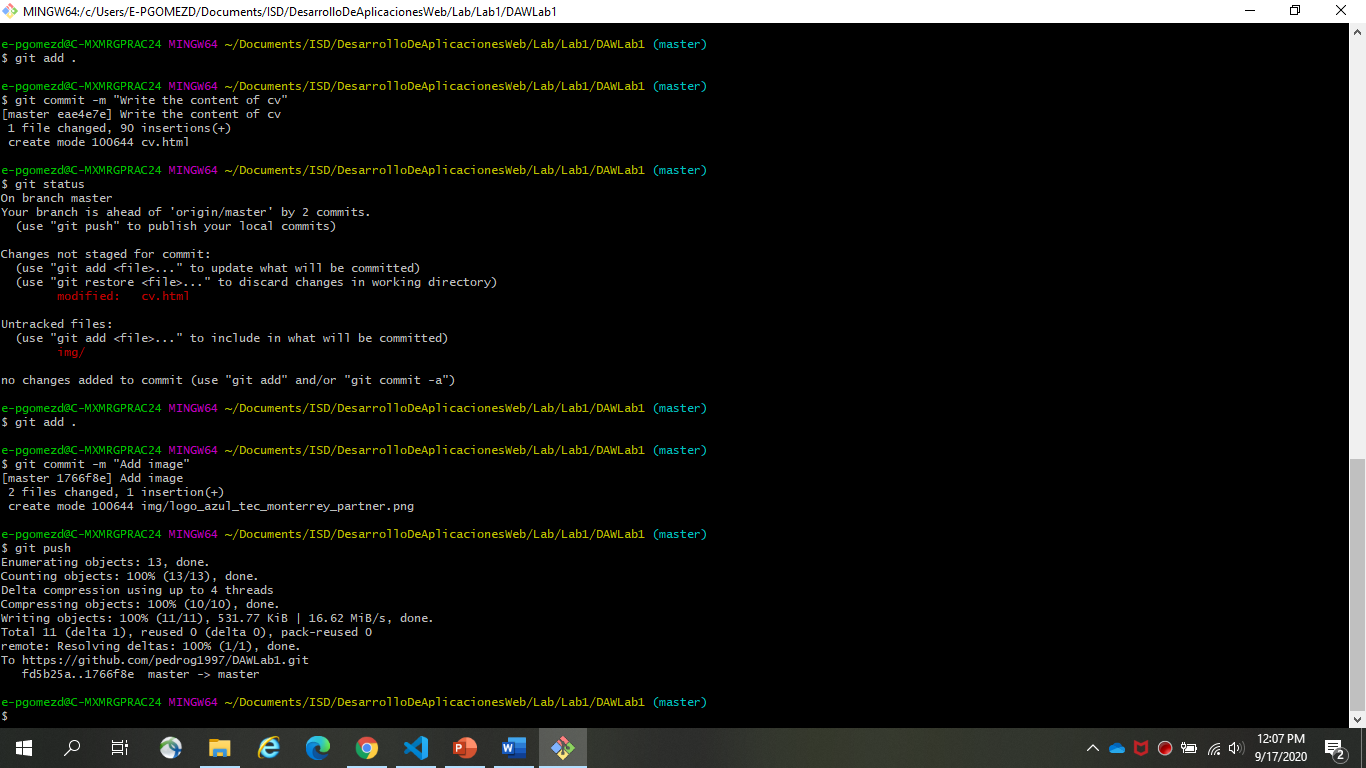 MINGW64:/c/Users/E-PGOMEZD/Documents/ISD/DesarrolloDeAplicacionesWeb/Lab/Lab1/DAWLab1
e-pgomezd@C-MXMRGPRAC24 MINGW64 ~/Documents/ISD/DesarrolloDeAplicacionesWeb/Lab/Lab1/DAWLab1 (master)
$ git add .
e-pgomezd@C-MXMRGPRAC24 MINGW64 ~/Documents/ISD/DesarrolloDeAplicacionesWeb/Lab/Lab1/DAWLab1 (master)
$ git commit -m "Write the content of cv"
[master eae4e7e] Write the content of cv
 1 file changed, 90 insertions(+)
 create mode 100644 cv.html
e-pgomezd@C-MXMRGPRAC24 MINGW64 ~/Documents/ISD/DesarrolloDeAplicacionesWeb/Lab/Lab1/DAWLab1 (master)
$ git status
On branch master
Your branch is ahead of 'origin/master' by 2 commits.
  (use "git push" to publish your local commits)
Changes not staged for commit:
  (use "git add <file>..." to update what will be committed)
  (use "git restore <file>..." to discard changes in working directory)
        modified:   cv.html
Untracked files:
  (use "git add <file>..." to include in what will be committed)
        img/
no changes added to commit (use "git add" and/or "git commit -a")
e-pgomezd@C-MXMRGPRAC24 MINGW64 ~/Documents/ISD/DesarrolloDeAplicacionesWeb/Lab/Lab1/DAWLab1 (master)
$ git add .
e-pgomezd@C-MXMRGPRAC24 MINGW64 ~/Documents/ISD/DesarrolloDeAplicacionesWeb/Lab/Lab1/DAWLab1 (master)
$ git commit -m "Add image"
[master 1766f8e] Add image
 2 files changed, 1 insertion(+)
 create mode 100644 img/logo_azul_tec_monterrey_partner.png
e-pgomezd@C-MXMRGPRAC24 MINGW64 ~/Documents/ISD/DesarrolloDeAplicacionesWeb/Lab/Lab1/DAWLab1 (master)
$ git push
Enumerating objects: 13, done.
Counting objects: 100% (13/13), done.
Delta compression using up to 4 threads
Compressing objects: 100% (10/10), done.
Writing objects: 100% (11/11), 531.77 KiB | 16.62 MiB/s, done.
Total 11 (delta 1), reused 0 (delta 0), pack-reused 0
remote: Resolving deltas: 100% (1/1), done.
To https://github.com/pedrog1997/DAWLab1.git
   fd5b25a..1766f8e  master -> master
e-pgomezd@C-MXMRGPRAC24 MINGW64 ~/Documents/ISD/DesarrolloDeAplicacionesWeb/Lab/Lab1/DAWLab1 (master)
$
12:07 PM
9/17/2020
2